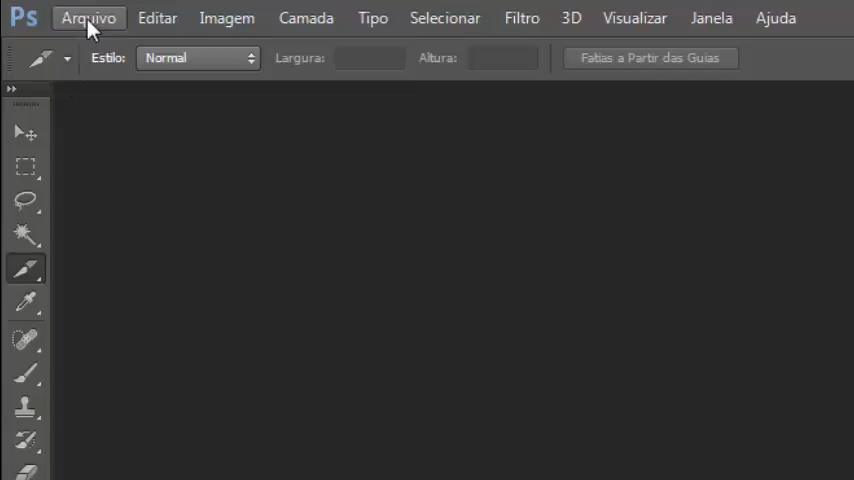 Ps Arquivo Editar Imagem Camada Tipo Selecionar Filtro 3D Visualizar Janela Ajuda
Estilo: Normal Largura: Altura: Fatias a Partir das Guias